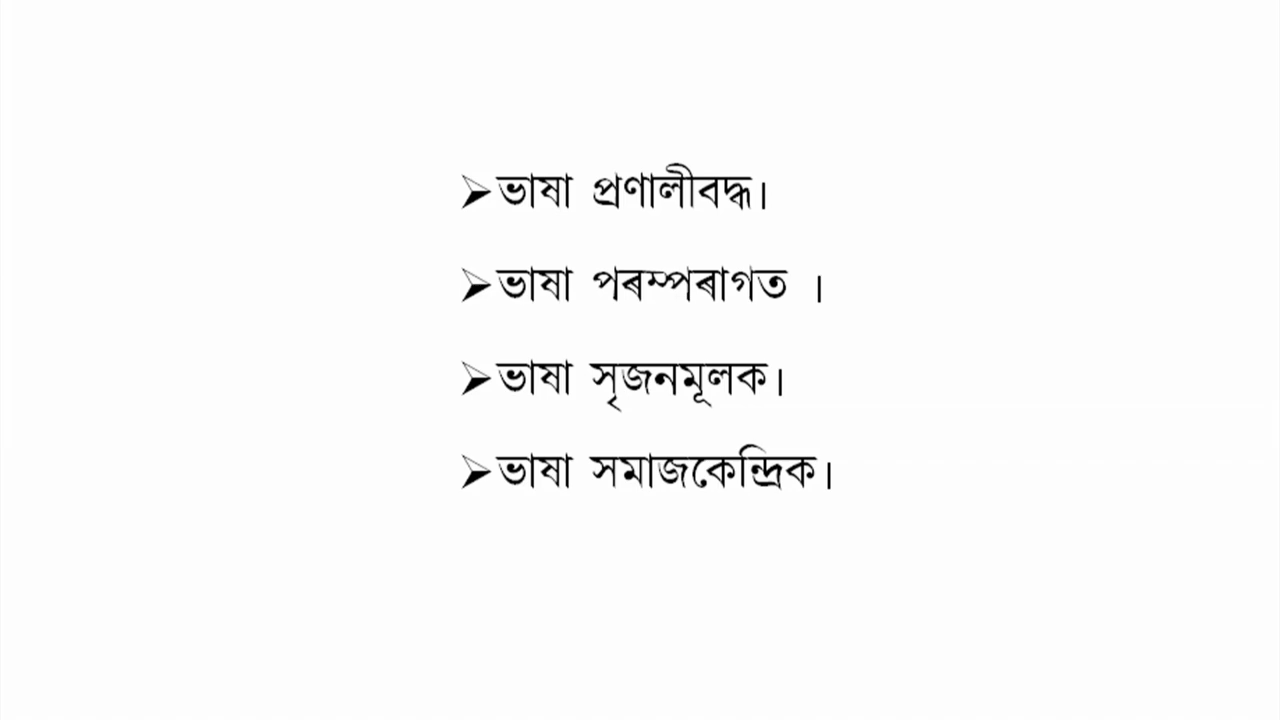 ➢ভাষা প্ৰণালীবদ্ধ।
➢ভাষা পৰম্পৰাগত ।
➢ভাষা সৃজনমূলক।
➢ভাষা সমাজকেন্দ্ৰিক।